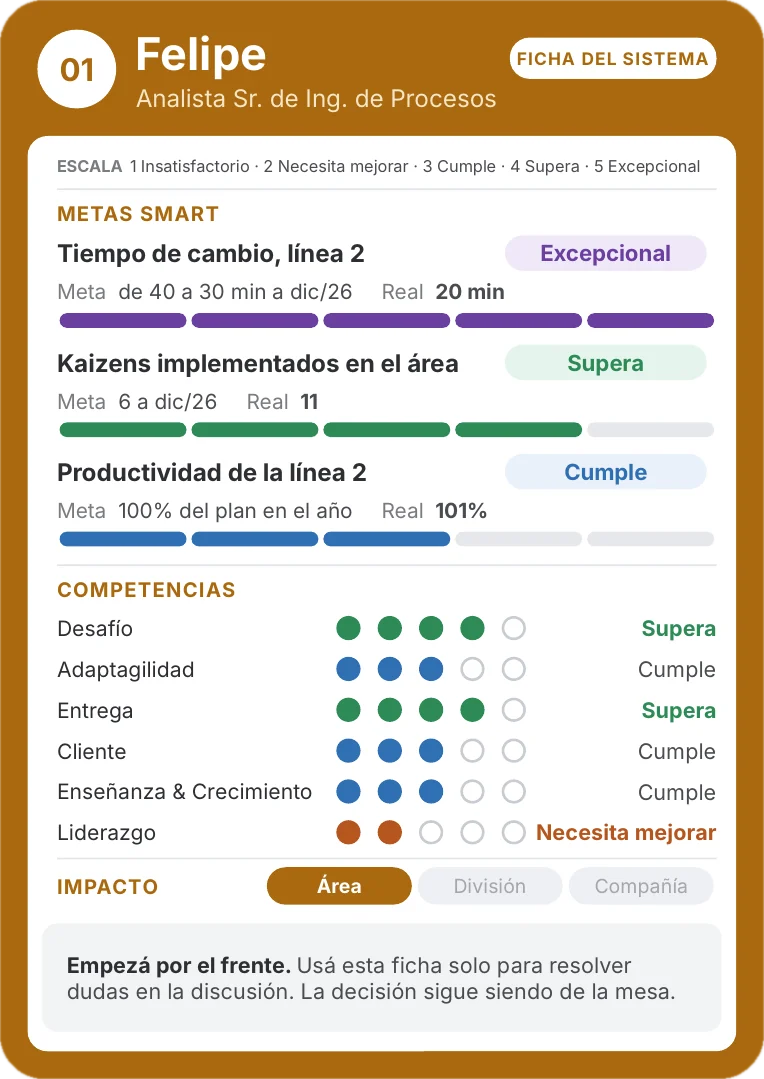 01
Felipe
Analista Sr. de Ing. de Procesos
FICHA DEL SISTEMA
ESCALA 1 Insatisfactorio · 2 Necesita mejorar · 3 Cumple · 4 Supera · 5 Excepcional
METAS SMART
Tiempo de cambio, línea 2 Excepcional
Meta de 40 a 30 min a dic/26 Real 20 min
Kaizens implementados en el área Supera
Meta 6 a dic/26 Real 11
Productividad de la línea 2 Cumple
Meta 100% del plan en el año Real 101%
COMPETENCIAS
Desafío Supera
Adaptagilidad Cumple
Entrega Supera
Cliente Cumple
Enseñanza & Crecimiento Cumple
Liderazgo Necesita mejorar
IMPACTO Área División Compañía
Empezá por el frente. Usá esta ficha solo para resolver
dudas en la discusión. La decisión sigue siendo de la mesa.